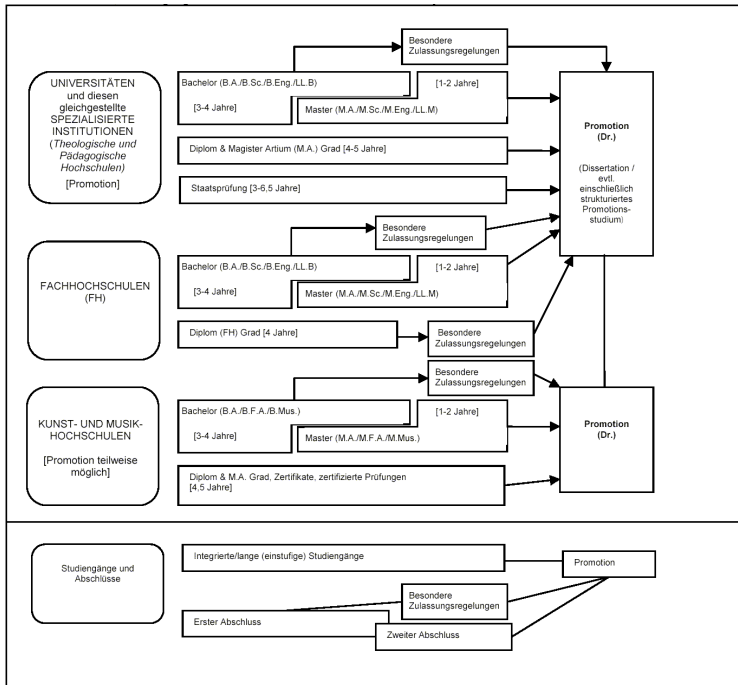 Besondere
Zulassungsregelungen
UNIVERSITÄTEN
und diesen
gleichgestellte
SPEZIALISIERTE
INSTITUTIONEN
(Theologische und
Pädagogische
Hochschulen)
[Promotion]
Bachelor (B.A./B.Sc./B.Eng./LL.B)
[3-4 Jahre]
[1-2 Jahre]
Master (M.A./M.Sc./M.Eng./LL.M)
Diplom & Magister Artium (M.A.) Grad [4-5 Jahre]
Staatsprüfung [3-6,5 Jahre]
Promotion
(Dr.)
(Dissertation /
evtl.
einschließlich
strukturiertes
Promotions-
studium)
Besondere
Zulassungsregelungen
FACHHOCHSCHULEN
(FH)
Bachelor (B.A./B.Sc./B.Eng./LL.B)
[3-4 Jahre]
[1-2 Jahre]
Master (M.A./M.Sc./M.Eng./LL.M)
Diplom (FH) Grad [4 Jahre]
Besondere
Zulassungsregelungen
Besondere
Zulassungsregelungen
KUNST- UND MUSIK-
HOCHSCHULEN
[Promotion teilweise
möglich]
Bachelor (B.A./B.F.A./B.Mus.)
[3-4 Jahre]
[1-2 Jahre]
Master (M.A./M.F.A./M.Mus.)
Diplom & M.A. Grad, Zertifikate, zertifizierte Prüfungen
[4,5 Jahre]
Promotion
(Dr.)
Studiengänge und
Abschlüsse
Integrierte/lange (einstufige) Studiengänge
Promotion
Besondere
Zulassungsregelungen
Erster Abschluss
Zweiter Abschluss